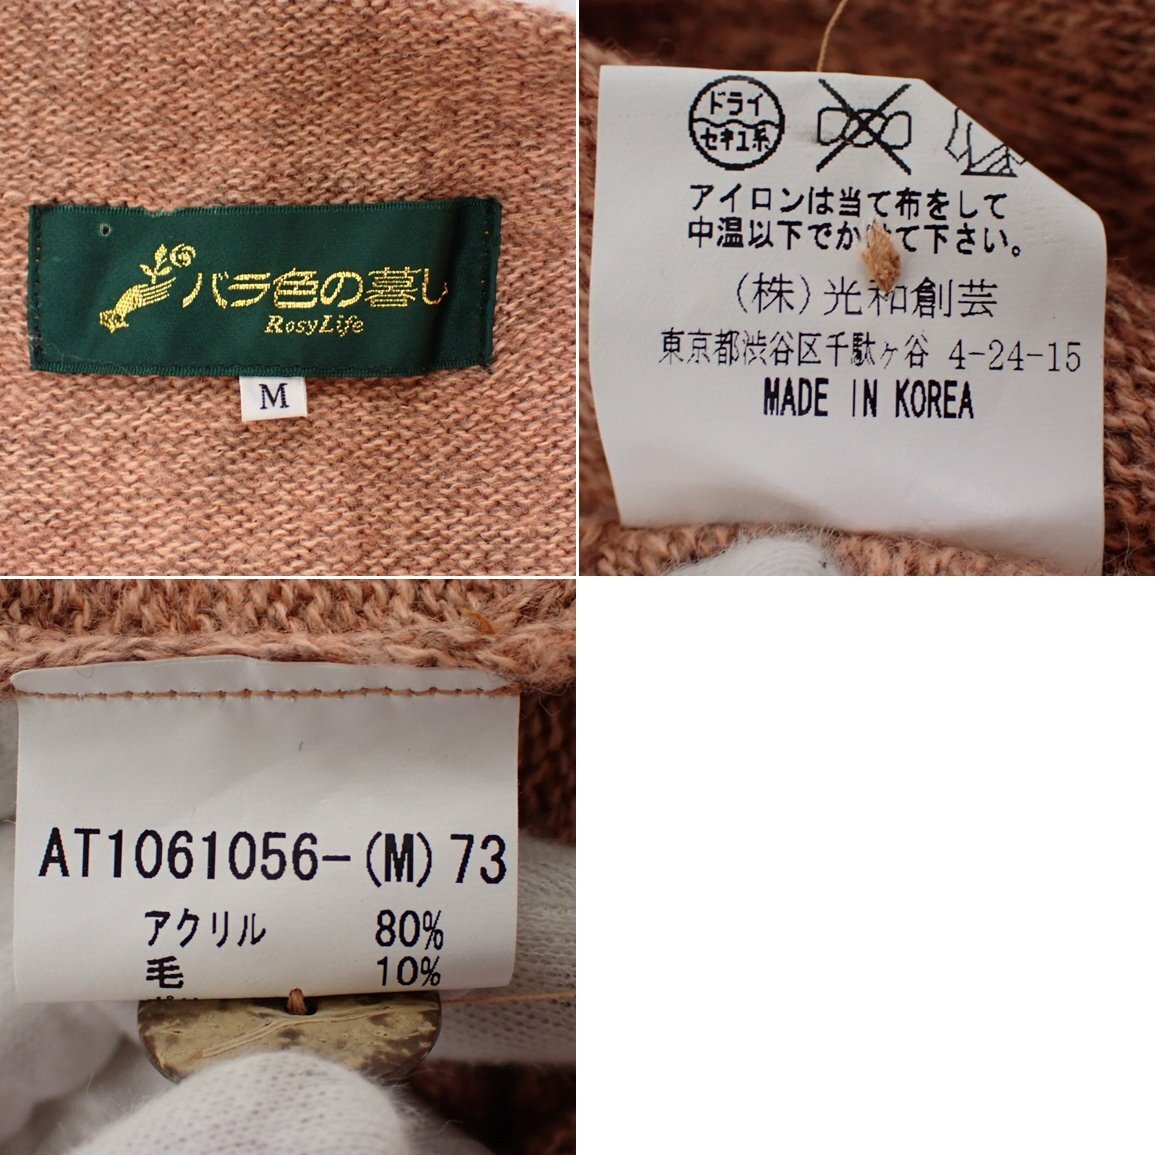 バラ色の暮し
RosyLife
M
ドライ
セキユ系
アイロンは当て布をして
中温以下でかけて下さい。
(株)光和創芸
東京都渋谷区千駄ヶ谷 4-24-15
MADE IN KOREA
AT1061056-(M)73
アクリル 80%
毛 10%